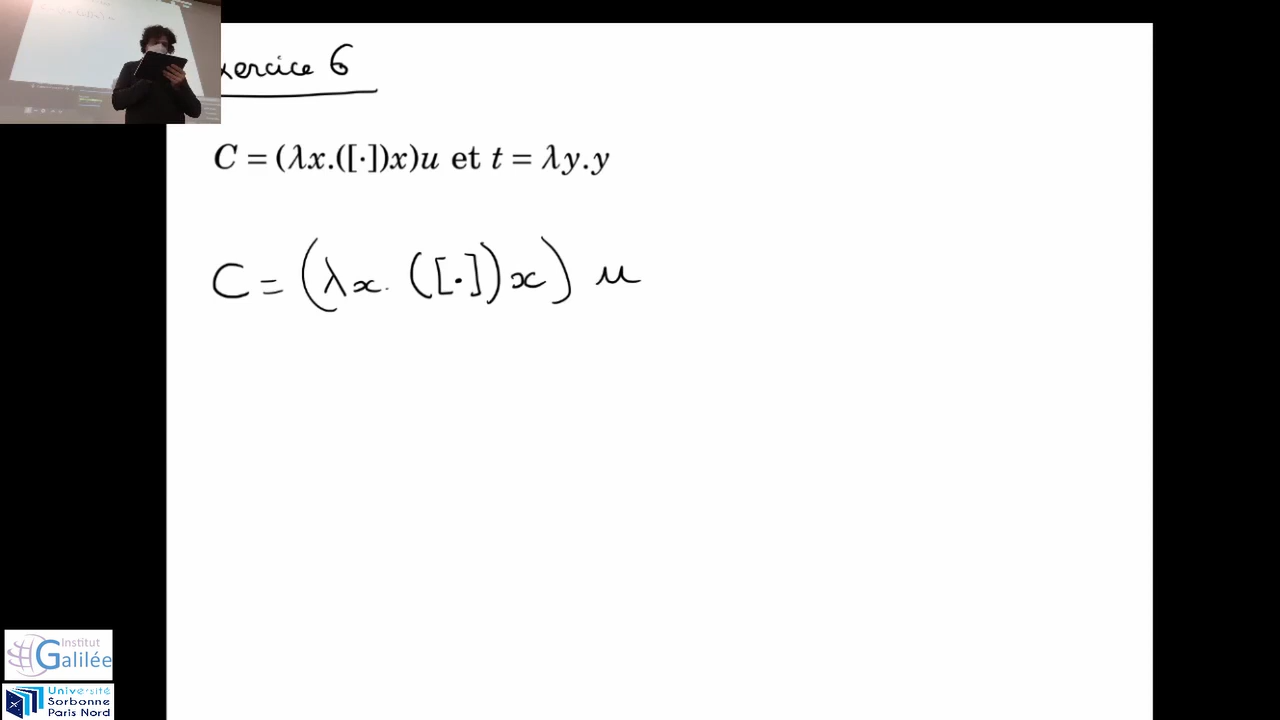 xercice 6
C = (λx.([·])x)u et t = λy.y
C = (λx. ([·])x) u
Institut
Galilée
Université
Sorbonne
Paris Nord